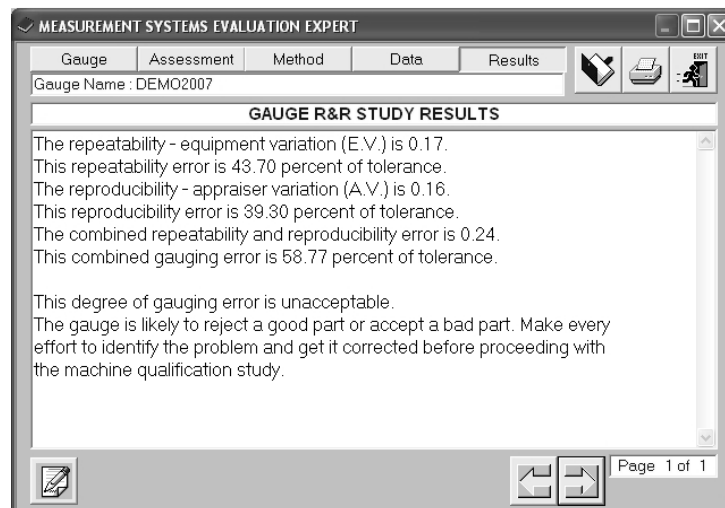 MEASUREMENT SYSTEMS EVALUATION EXPERT
Gauge Assessment Method Data Results
EXIT
Gauge Name : DEMO2007
GAUGE R&R STUDY RESULTS
The repeatability - equipment variation (E.V.) is 0.17.
This repeatability error is 43.70 percent of tolerance.
The reproducibility - appraiser variation (A.V.) is 0.16.
This reproducibility error is 39.30 percent of tolerance.
The combined repeatability and reproducibility error is 0.24.
This combined gauging error is 58.77 percent of tolerance.
This degree of gauging error is unacceptable.
The gauge is likely to reject a good part or accept a bad part. Make every
effort to identify the problem and get it corrected before proceeding with
the machine qualification study.
Page 1 of 1